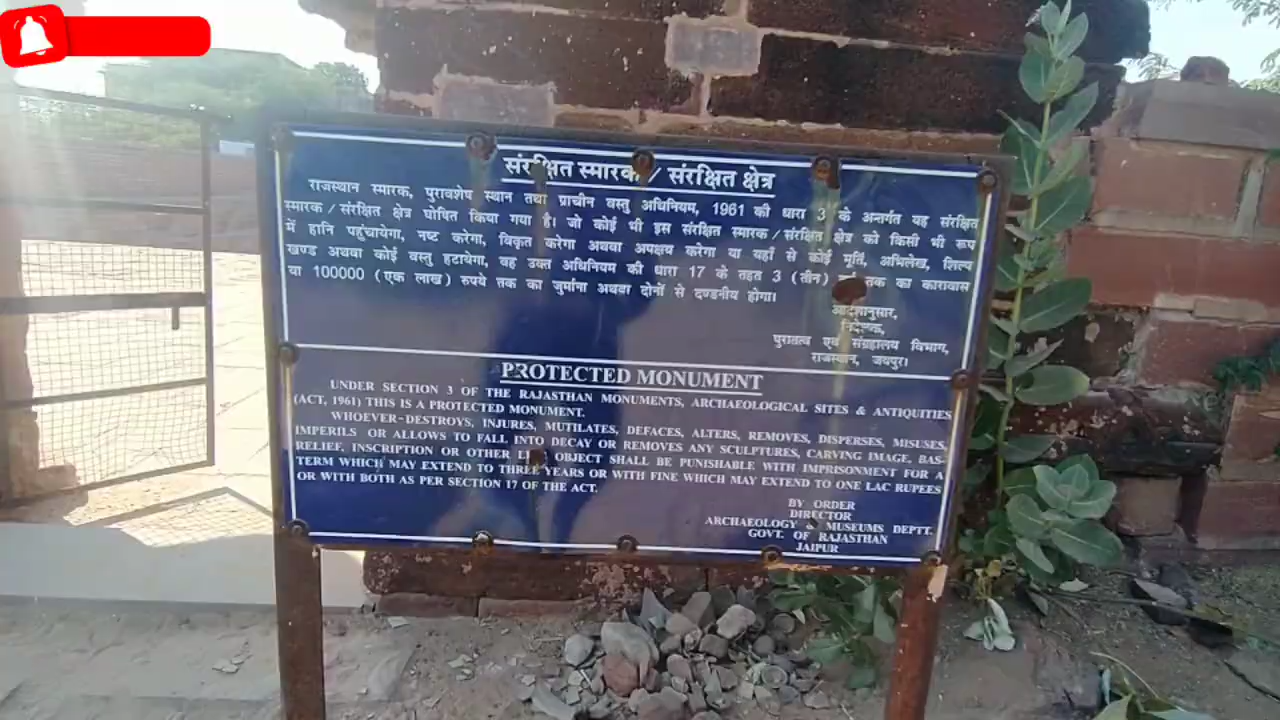 संरक्षित स्मारक / संरक्षित क्षेत्र
राजस्थान स्मारक, पुरावशेष स्थान तथा प्राचीन वस्तु अधिनियम, 1961 की धारा 3 के अन्तर्गत यह संरक्षित
स्मारक / संरक्षित क्षेत्र घोषित किया गया है। जो कोई भी इस संरक्षित स्मारक / संरक्षित क्षेत्र को किसी भी रूप
में हानि पहुंचायेगा, नष्ट करेगा, विकृत करेगा अथवा अपक्षय करेगा या यहाँ से कोई मूर्ति, अभिलेख, शिल्प
खण्ड अथवा कोई वस्तु हटायेगा, वह उक्त अधिनियम की धारा 17 के तहत 3 (तीन) तक का कारावास
या 100000 (एक लाख) रुपये तक का जुर्माना अथवा दोनों से दण्डनीय होगा।
आदेशानुसार,
निदेशक,
पुरातत्व एवं संग्रहालय विभाग,
राजस्थान, जयपुर।
PROTECTED MONUMENT
UNDER SECTION 3 OF THE RAJASTHAN MONUMENTS, ARCHAEOLOGICAL SITES & ANTIQUITIES
(ACT, 1961) THIS IS A PROTECTED MONUMENT.
WHOEVER-DESTROYS, INJURES, MUTILATES, DEFACES, ALTERS, REMOVES, DISPERSES, MISUSES,
IMPERILS OR ALLOWS TO FALL INTO DECAY OR REMOVES ANY SCULPTURES, CARVING IMAGE, BAS-
RELIEF, INSCRIPTION OR OTHER OBJECT SHALL BE PUNISHABLE WITH IMPRISONMENT FOR A
TERM WHICH MAY EXTEND TO THREE YEARS OR WITH FINE WHICH MAY EXTEND TO ONE LAC RUPEES
OR WITH BOTH AS PER SECTION 17 OF THE ACT.
BY ORDER
DIRECTOR
ARCHAEOLOGY & MUSEUMS DEPTT.
GOVT. OF RAJASTHAN
JAIPUR